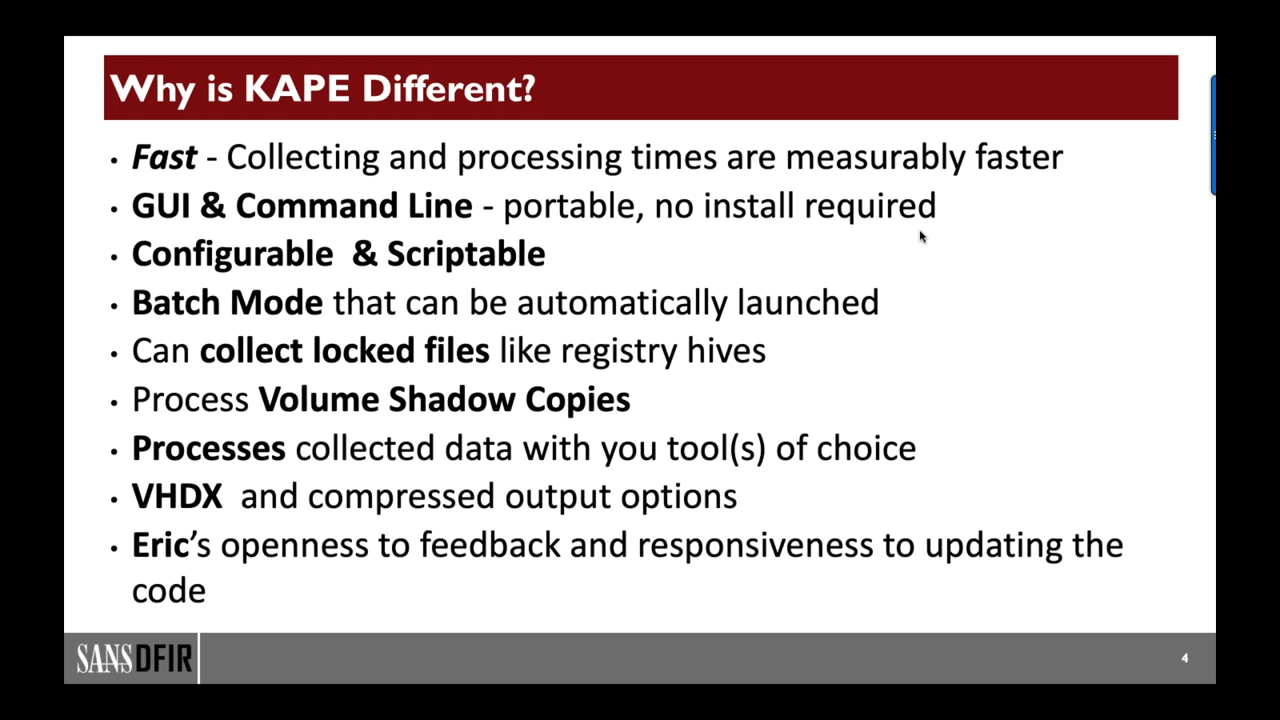 Why is KAPE Different?
• Fast - Collecting and processing times are measurably faster
• GUI & Command Line - portable, no install required
• Configurable  & Scriptable
• Batch Mode that can be automatically launched
• Can collect locked files like registry hives
• Process Volume Shadow Copies
• Processes collected data with you tool(s) of choice
• VHDX  and compressed output options
• Eric’s openness to feedback and responsiveness to updating the
code
SANS DFIR
4